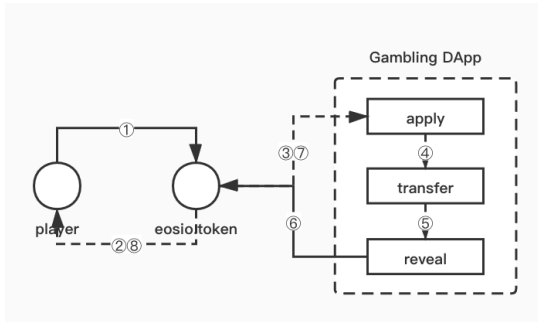 Gambling DApp
①
apply
③⑦
④
transfer
player
eosio.token
⑥
⑤
②⑧
reveal